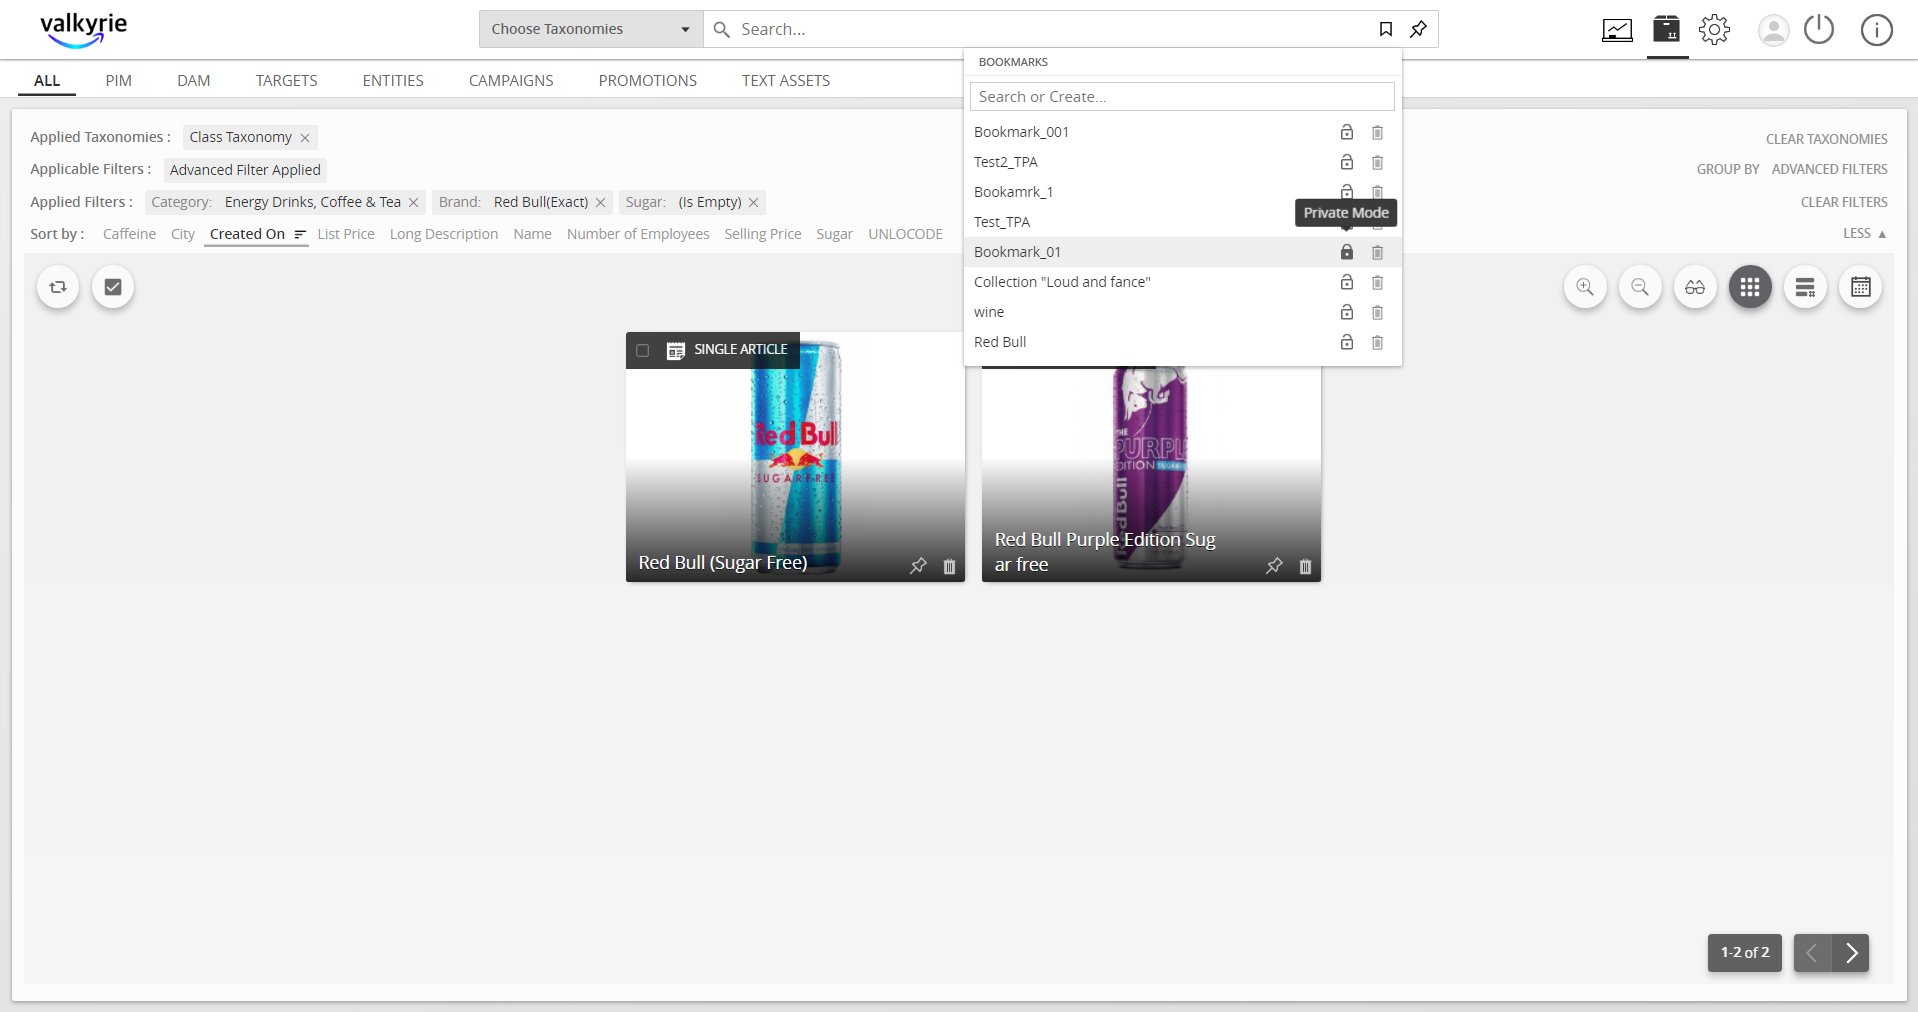 valkyrie
Choose Taxonomies
Search...
ALL
PIM
DAM
TARGETS
ENTITIES
CAMPAIGNS
PROMOTIONS
TEXT ASSETS
BOOKMARKS
Search or Create...
Bookmark_001
Test2_TPA
Bookamrk_1
Test_TPA
Private Mode
Bookmark_01
Collection "Loud and fance"
wine
Red Bull
Applied Taxonomies : Class Taxonomy
CLEAR TAXONOMIES
Applicable Filters : Advanced Filter Applied
GROUP BY ADVANCED FILTERS
Applied Filters : Category: Energy Drinks, Coffee & Tea Brand: Red Bull(Exact) Sugar: (Is Empty)
CLEAR FILTERS
Sort by : Caffeine City Created On List Price Long Description Name Number of Employees Selling Price Sugar UNLOCODE
LESS
SINGLE ARTICLE
Red Bull
SUGARFREE
Red Bull (Sugar Free)
THE
PURPLE
EDITION
Red Bull
Red Bull Purple Edition Sug
ar free
1-2 of 2